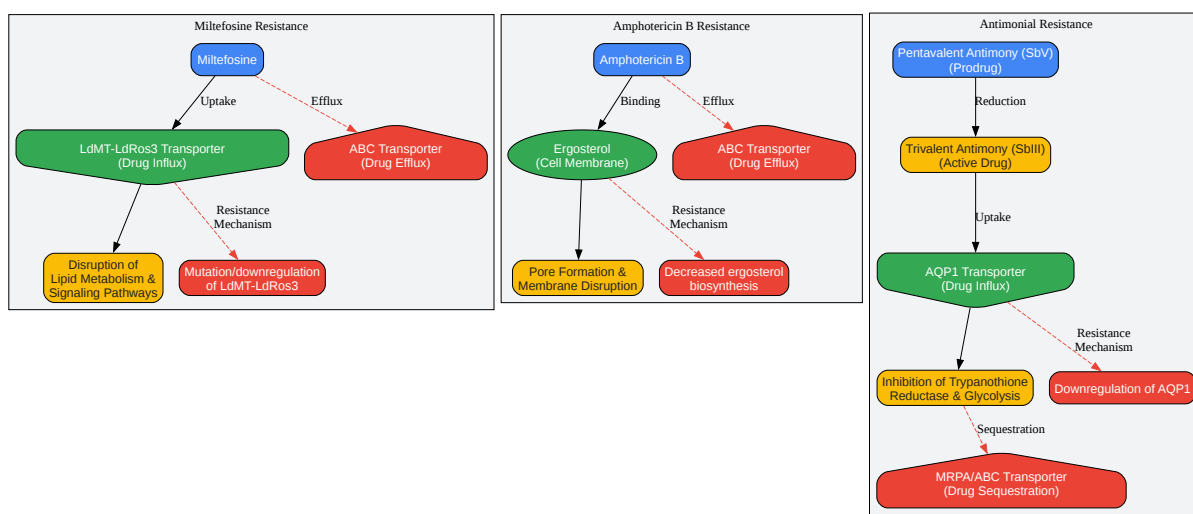 Miltefosine Resistance
Miltefosine
Uptake
Efflux
LdMT-LdRos3 Transporter
(Drug Influx)
ABC Transporter
(Drug Efflux)
Resistance
Mechanism
Disruption of
Lipid Metabolism &
Signaling Pathways
Mutation/downregulation
of LdMT-LdRos3
Amphotericin B Resistance
Amphotericin B
Binding
Efflux
Ergosterol
(Cell Membrane)
ABC Transporter
(Drug Efflux)
Resistance
Mechanism
Pore Formation &
Membrane Disruption
Decreased ergosterol
biosynthesis
Antimonial Resistance
Pentavalent Antimony (SbV)
(Prodrug)
Reduction
Trivalent Antimony (SbIII)
(Active Drug)
Uptake
AQP1 Transporter
(Drug Influx)
Resistance
Mechanism
Inhibition of Trypanothione
Reductase & Glycolysis
Downregulation of AQP1
Sequestration
MRPA/ABC Transporter
(Drug Sequestration)